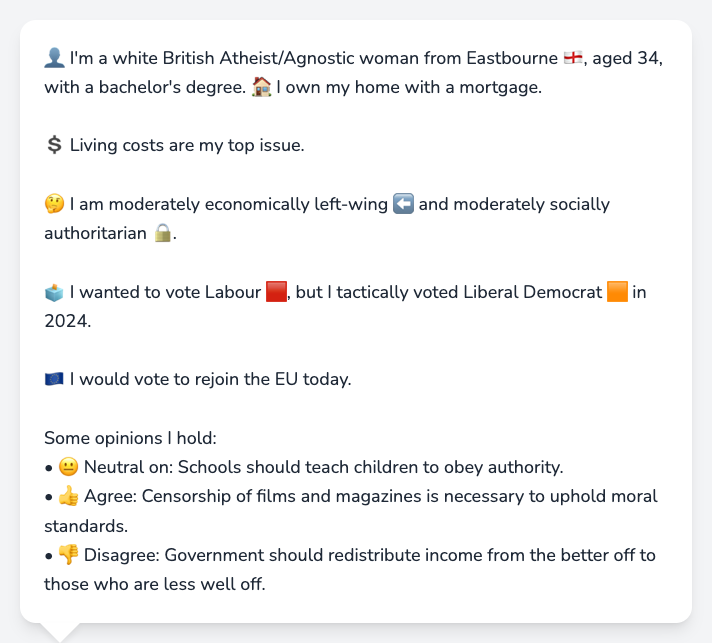 👤 I'm a white British Atheist/Agnostic woman from Eastbourne 🏴󠁧󠁢󠁥󠁮󠁧󠁿, aged 34,
with a bachelor's degree. 🏠 I own my home with a mortgage.
💲 Living costs are my top issue.
🤔 I am moderately economically left-wing ⬅️ and moderately socially
authoritarian 🔒.
🗳️ I wanted to vote Labour 🟥, but I tactically voted Liberal Democrat 🟧 in
2024.
🇪🇺 I would vote to rejoin the EU today.
Some opinions I hold:
• 😐 Neutral on: Schools should teach children to obey authority.
• 👍 Agree: Censorship of films and magazines is necessary to uphold moral
standards.
• 👎 Disagree: Government should redistribute income from the better off to
those who are less well off.